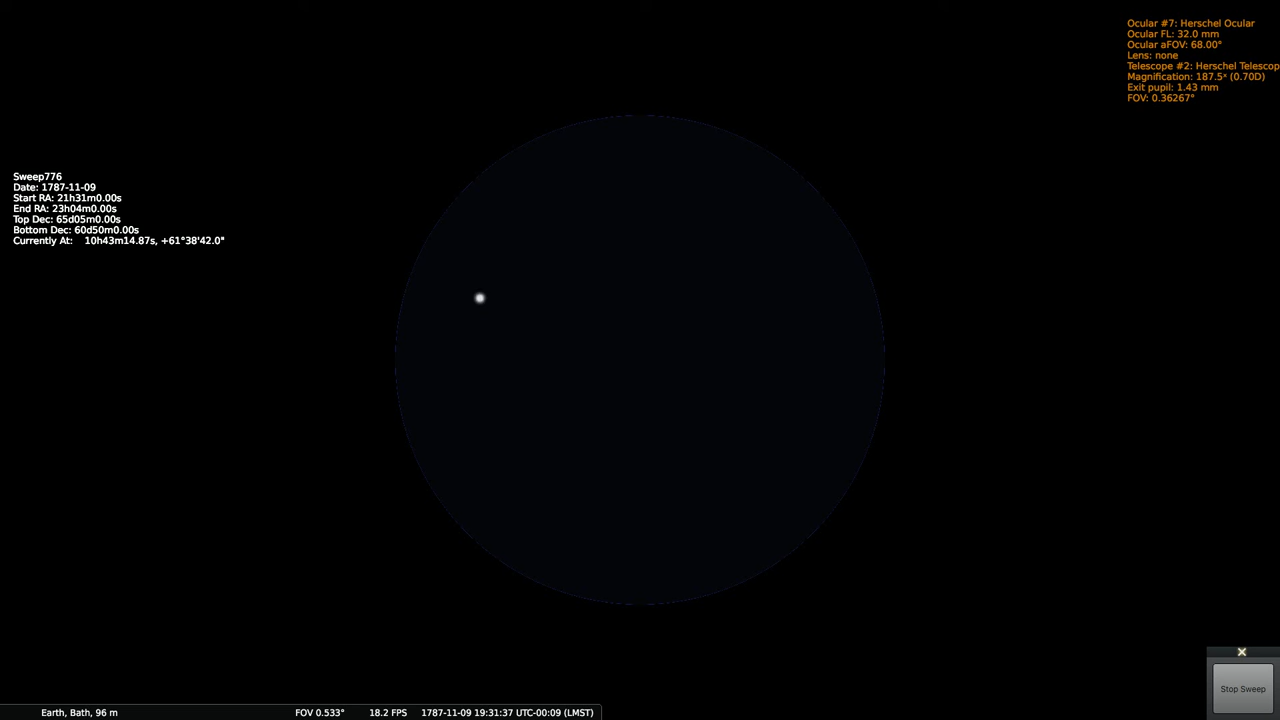 Ocular #7: Herschel Ocular
Ocular FL: 32.0 mm
Ocular aFOV: 68.00°
Lens: none
Telescope #2: Herschel Telescop
Magnification: 187.5ˣ (0.70D)
Exit pupil: 1.43 mm
FOV: 0.36267°
Sweep776
Date: 1787-11-09
Start RA: 21h31m0.00s
End RA: 23h04m0.00s
Top Dec: 65d05m0.00s
Bottom Dec: 60d50m0.00s
Currently At: 10h43m14.87s, +61°38'42.0"
Stop Sweep
Earth, Bath, 96 m FOV 0.533° 18.2 FPS 1787-11-09 19:31:37 UTC-00:09 (LMST)